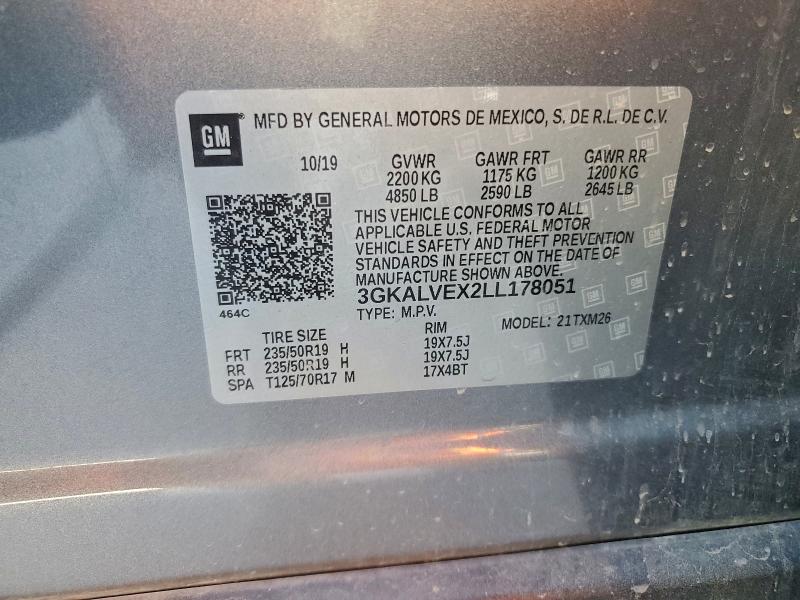 GM
MFD BY GENERAL MOTORS DE MEXICO, S. DE R.L. DE C.V.
10/19 GVWR GAWR FRT GAWR RR
2200 KG 1175 KG 1200 KG
4850 LB 2590 LB 2645 LB
THIS VEHICLE CONFORMS TO ALL
APPLICABLE U.S. FEDERAL MOTOR
VEHICLE SAFETY AND THEFT PREVENTION
STANDARDS IN EFFECT ON THE DATE OF
MANUFACTURE SHOWN ABOVE.
3GKALVEX2LL178051
464C
TYPE: M.P.V. MODEL: 21TXM26
TIRE SIZE RIM
FRT 235/50R19 H 19X7.5J
RR 235/50R19 H 19X7.5J
SPA T125/70R17 M 17X4BT